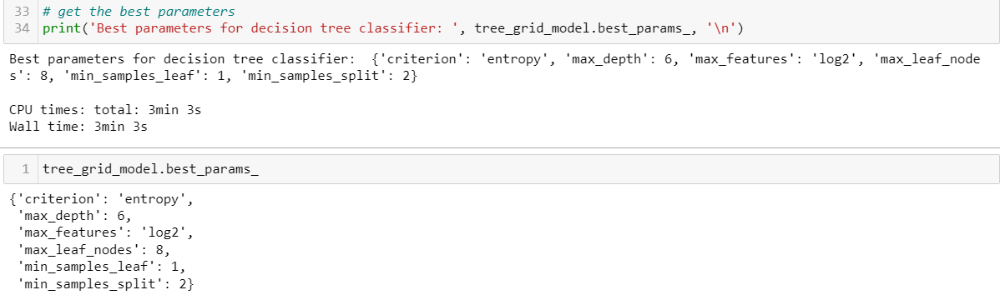 33 # get the best parameters
34 print('Best parameters for decision tree classifier: ', tree_grid_model.best_params_, '\n')
Best parameters for decision tree classifier:  {'criterion': 'entropy', 'max_depth': 6, 'max_features': 'log2', 'max_leaf_node
s': 8, 'min_samples_leaf': 1, 'min_samples_split': 2}
CPU times: total: 3min 3s
Wall time: 3min 3s
1 tree_grid_model.best_params_
{'criterion': 'entropy',
 'max_depth': 6,
 'max_features': 'log2',
 'max_leaf_nodes': 8,
 'min_samples_leaf': 1,
 'min_samples_split': 2}